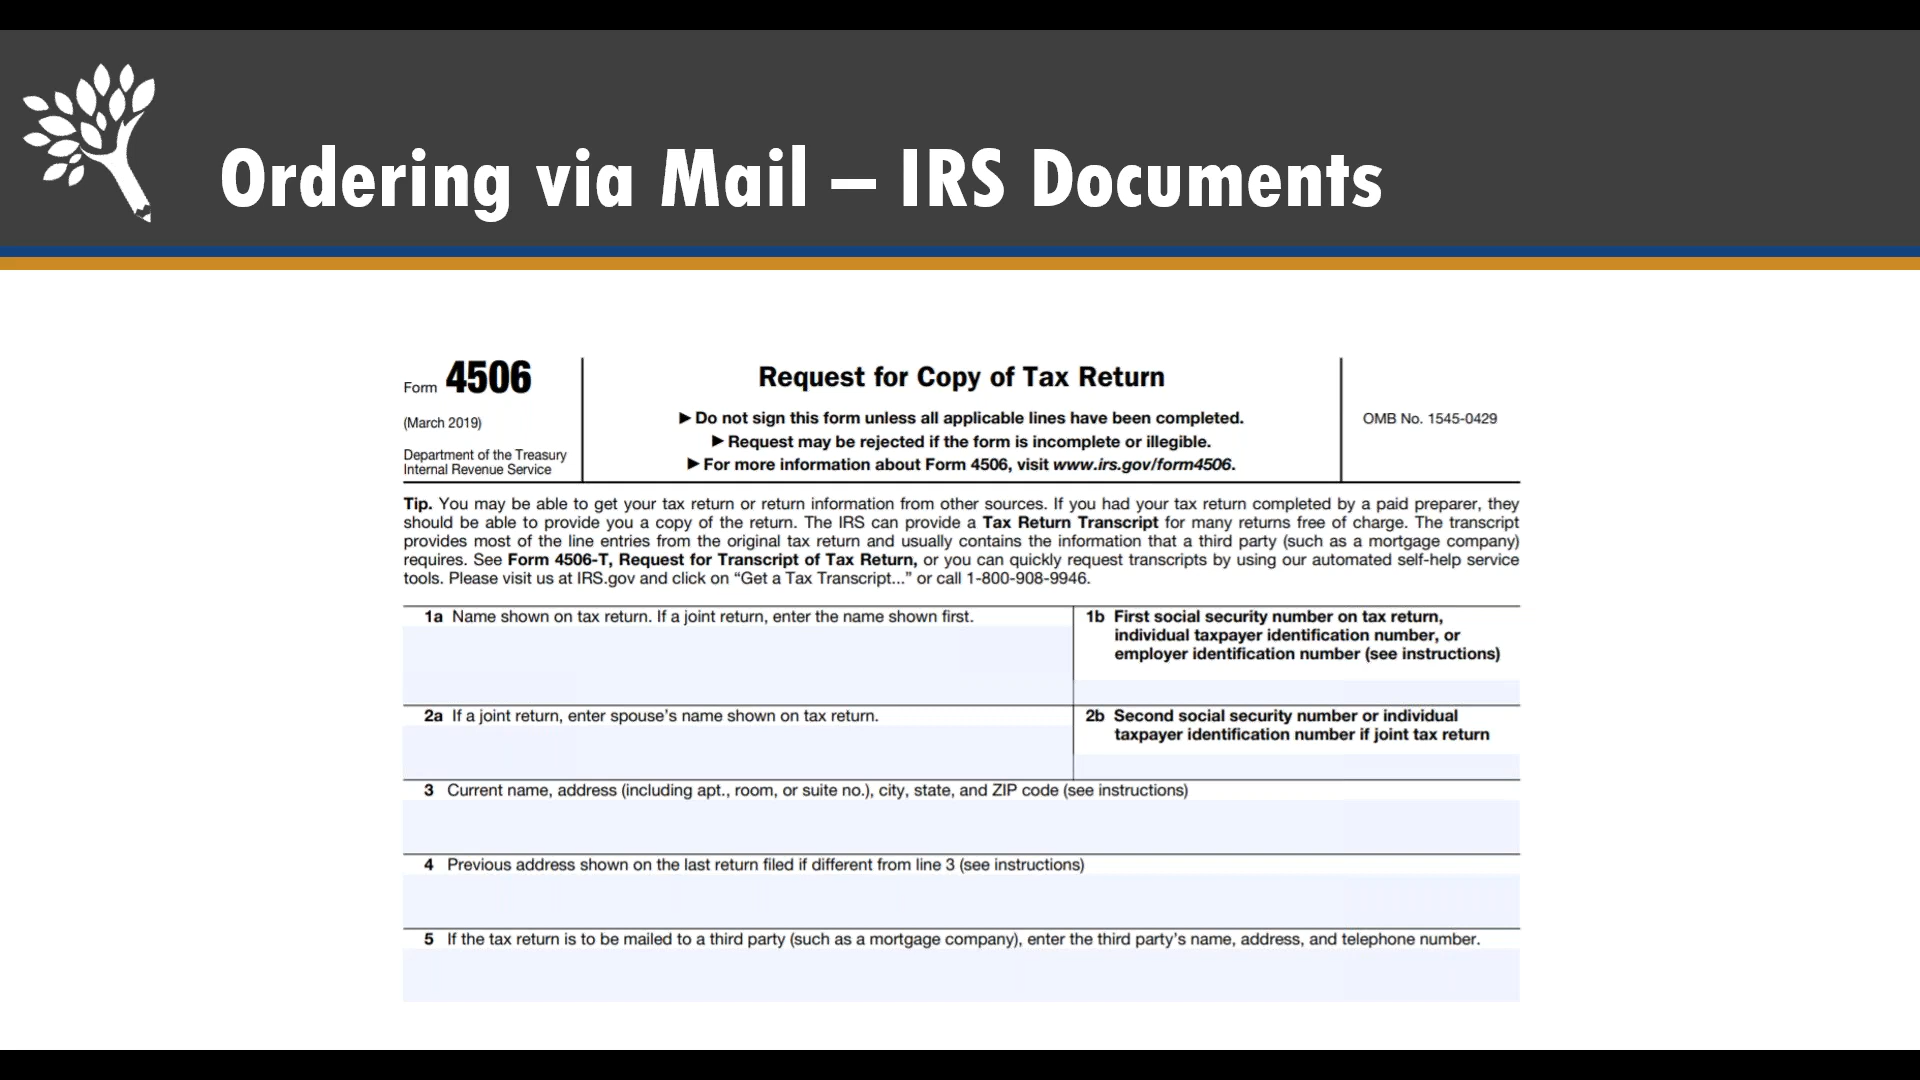 Ordering via Mail – IRS Documents
Form 4506
(March 2019)
Department of the Treasury
Internal Revenue Service
Request for Copy of Tax Return
▶ Do not sign this form unless all applicable lines have been completed.
▶ Request may be rejected if the form is incomplete or illegible.
▶ For more information about Form 4506, visit www.irs.gov/form4506.
OMB No. 1545-0429
Tip. You may be able to get your tax return or return information from other sources. If you had your tax return completed by a paid preparer, they
should be able to provide you a copy of the return. The IRS can provide a Tax Return Transcript for many returns free of charge. The transcript
provides most of the line entries from the original tax return and usually contains the information that a third party (such as a mortgage company)
requires. See Form 4506-T, Request for Transcript of Tax Return, or you can quickly request transcripts by using our automated self-help service
tools. Please visit us at IRS.gov and click on “Get a Tax Transcript...” or call 1-800-908-9946.
1a Name shown on tax return. If a joint return, enter the name shown first.
1b First social security number on tax return,
individual taxpayer identification number, or
employer identification number (see instructions)
2a If a joint return, enter spouse’s name shown on tax return.
2b Second social security number or individual
taxpayer identification number if joint tax return
3 Current name, address (including apt., room, or suite no.), city, state, and ZIP code (see instructions)
4 Previous address shown on the last return filed if different from line 3 (see instructions)
5 If the tax return is to be mailed to a third party (such as a mortgage company), enter the third party’s name, address, and telephone number.